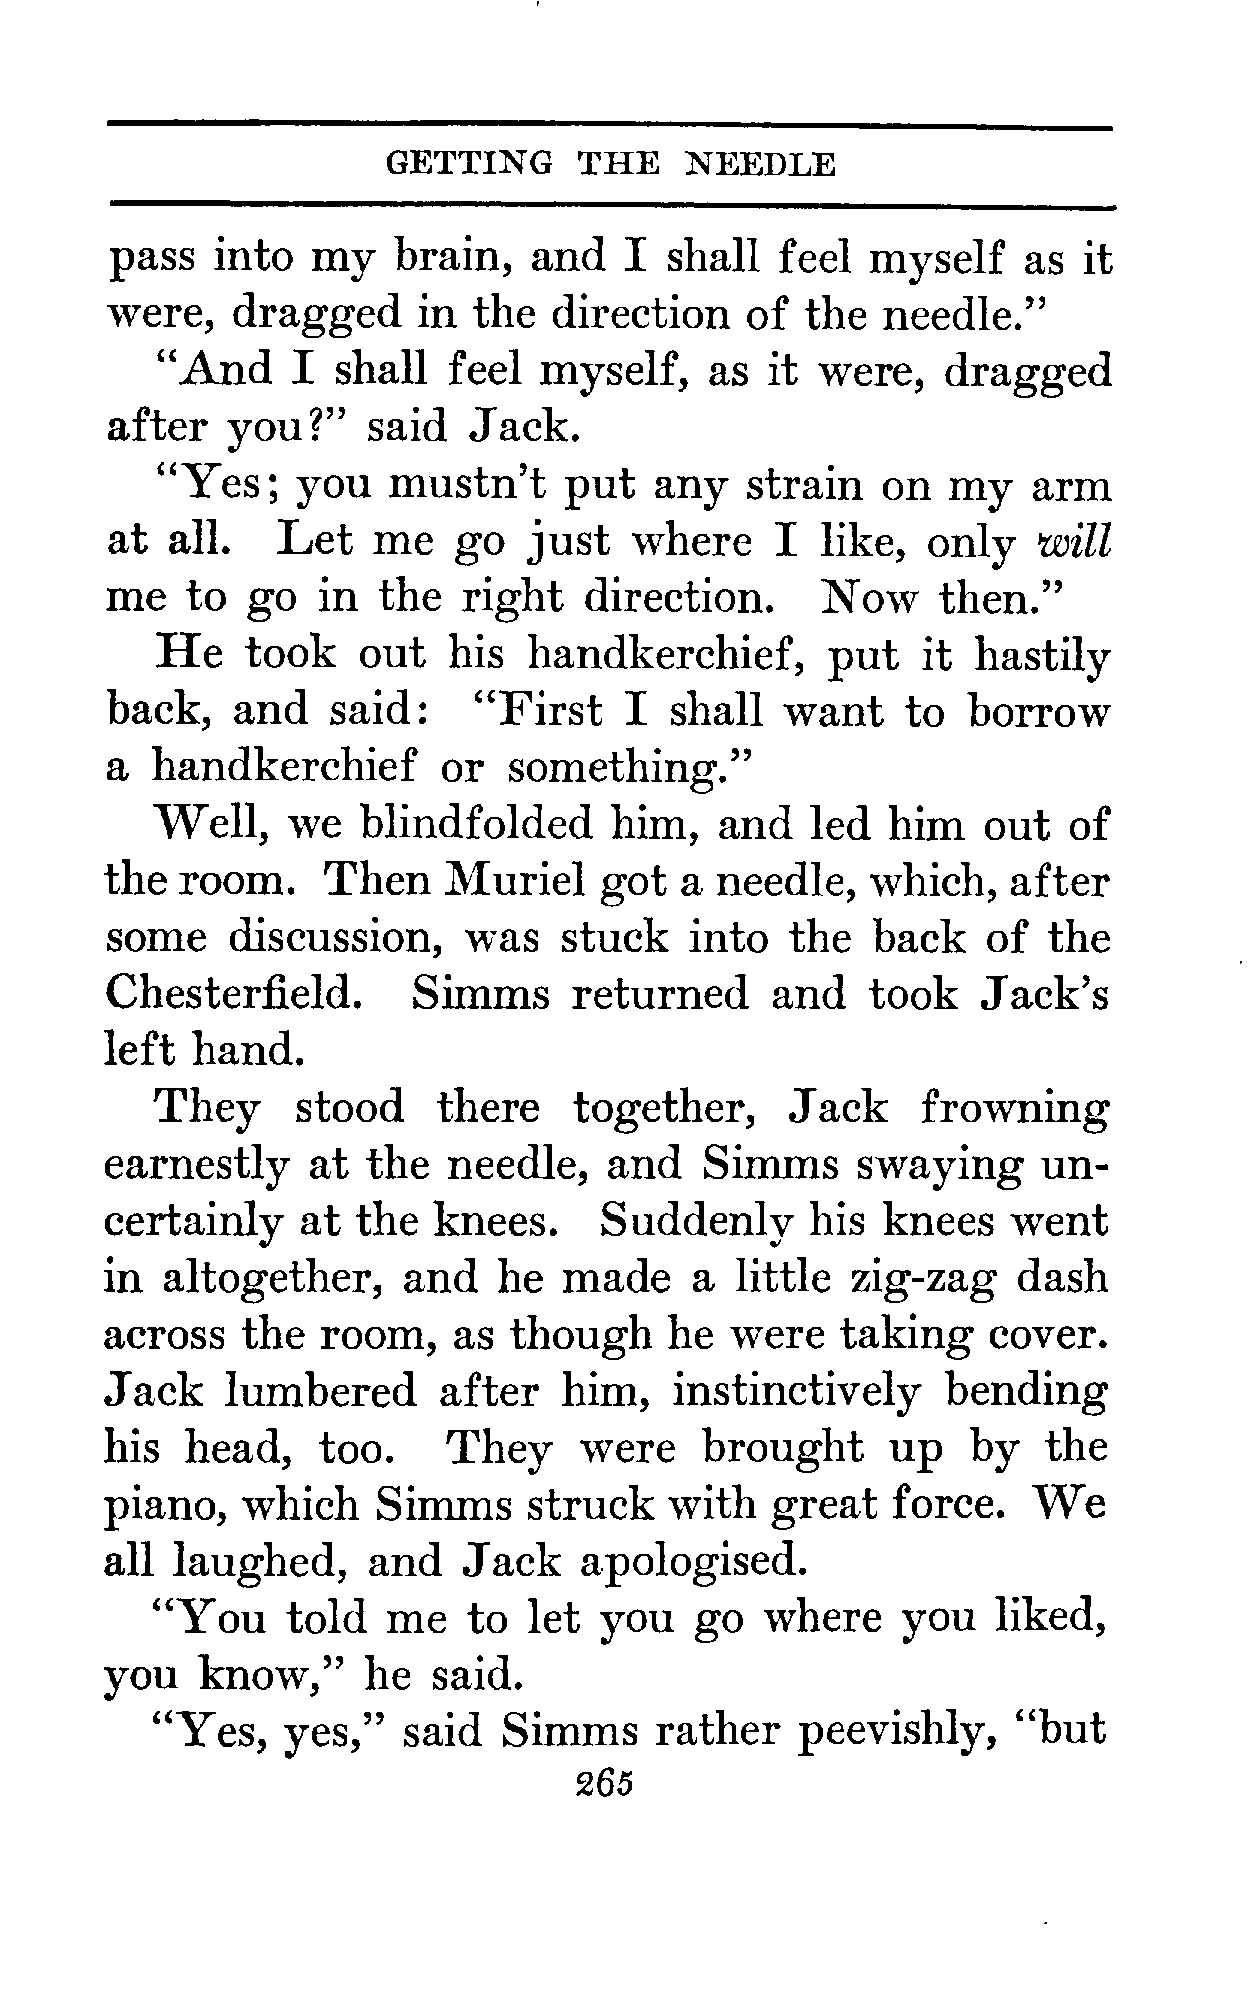 GETTING THE NEEDLE
pass into my brain, and I shall feel myself as it
were, dragged in the direction of the needle."
"And I shall feel myself, as it were, dragged
after you?" said Jack.
"Yes; you mustn't put any strain on my arm
at all. Let me go just where I like, only will
me to go in the right direction. Now then."
He took out his handkerchief, put it hastily
back, and said: "First I shall want to borrow
a handkerchief or something."
Well, we blindfolded him, and led him out of
the room. Then Muriel got a needle, which, after
some discussion, was stuck into the back of the
Chesterfield. Simms returned and took Jack's
left hand.
They stood there together, Jack frowning
earnestly at the needle, and Simms swaying un-
certainly at the knees. Suddenly his knees went
in altogether, and he made a little zig-zag dash
across the room, as though he were taking cover.
Jack lumbered after him, instinctively bending
his head, too. They were brought up by the
piano, which Simms struck with great force. We
all laughed, and Jack apologised.
"You told me to let you go where you liked,
you know," he said.
"Yes, yes," said Simms rather peevishly, "but
265